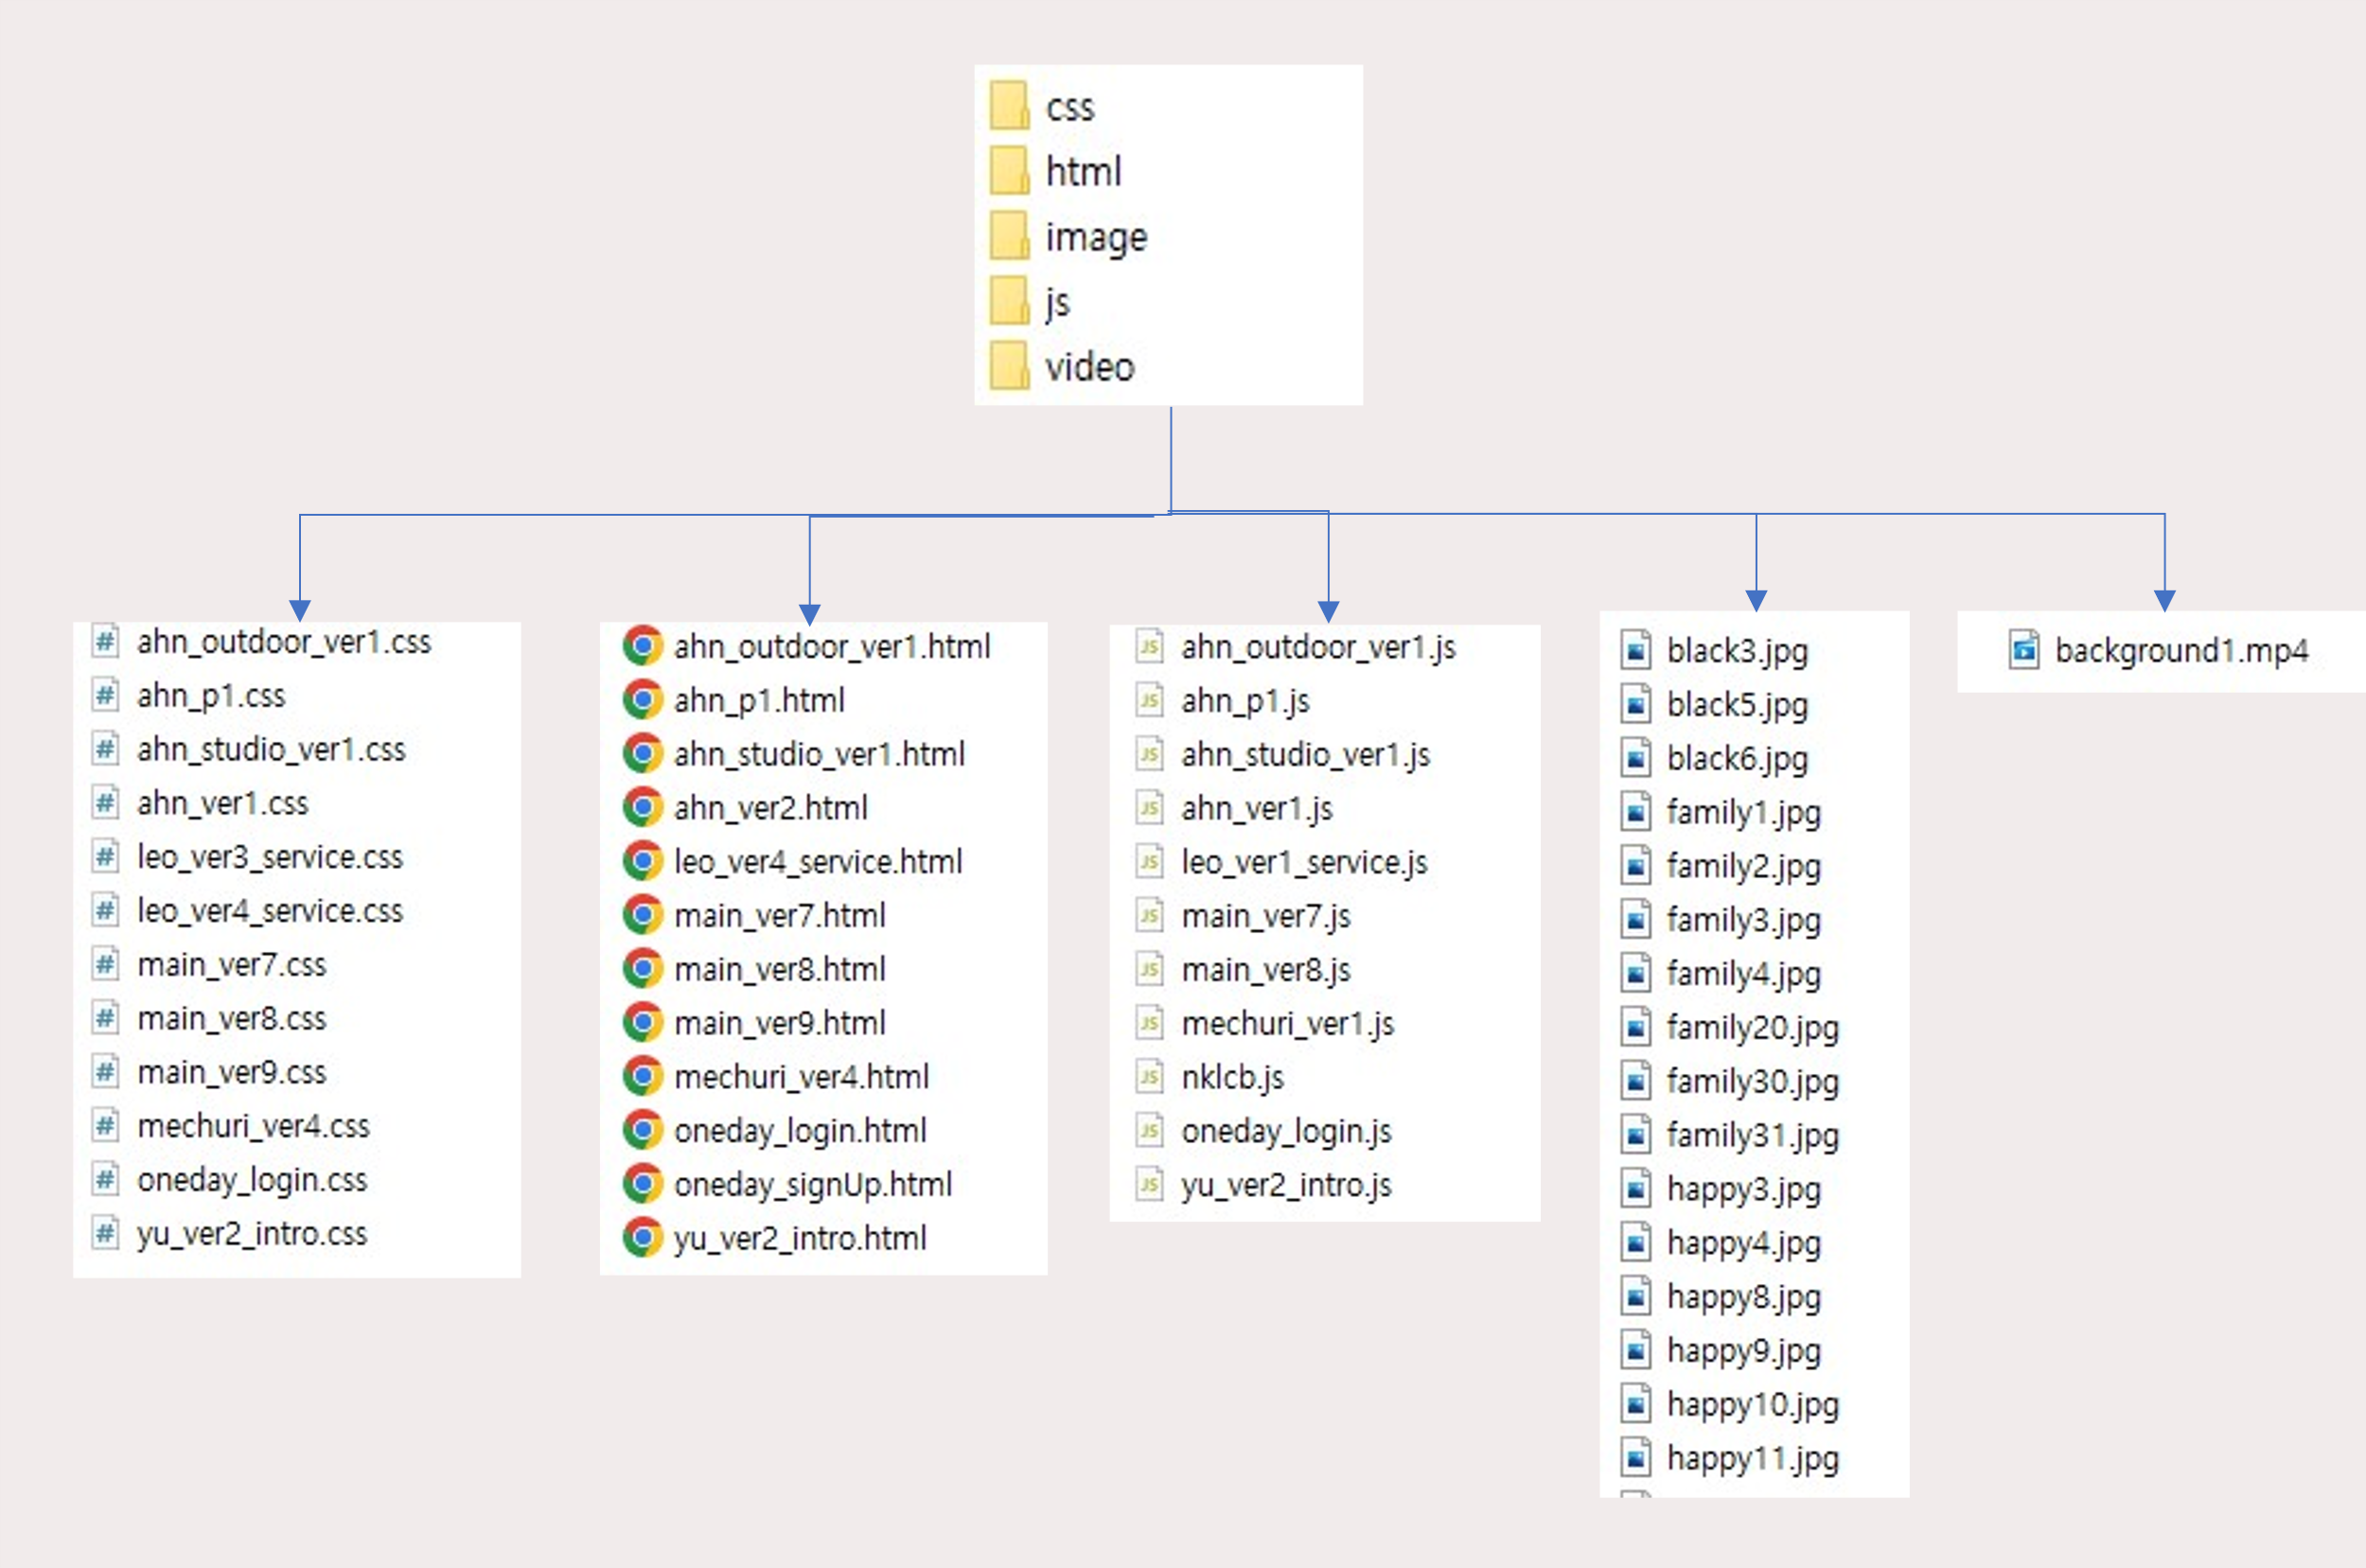 css
html
image
js
video
ahn_outdoor_ver1.css
ahn_p1.css
ahn_studio_ver1.css
ahn_ver1.css
leo_ver3_service.css
leo_ver4_service.css
main_ver7.css
main_ver8.css
main_ver9.css
mechuri_ver4.css
oneday_login.css
yu_ver2_intro.css
ahn_outdoor_ver1.html
ahn_p1.html
ahn_studio_ver1.html
ahn_ver2.html
leo_ver4_service.html
main_ver7.html
main_ver8.html
main_ver9.html
mechuri_ver4.html
oneday_login.html
oneday_signUp.html
yu_ver2_intro.html
ahn_outdoor_ver1.js
ahn_p1.js
ahn_studio_ver1.js
ahn_ver1.js
leo_ver1_service.js
main_ver7.js
main_ver8.js
mechuri_ver1.js
nklcb.js
oneday_login.js
yu_ver2_intro.js
black3.jpg
black5.jpg
black6.jpg
family1.jpg
family2.jpg
family3.jpg
family4.jpg
family20.jpg
family30.jpg
family31.jpg
happy3.jpg
happy4.jpg
happy8.jpg
happy9.jpg
happy10.jpg
happy11.jpg
background1.mp4